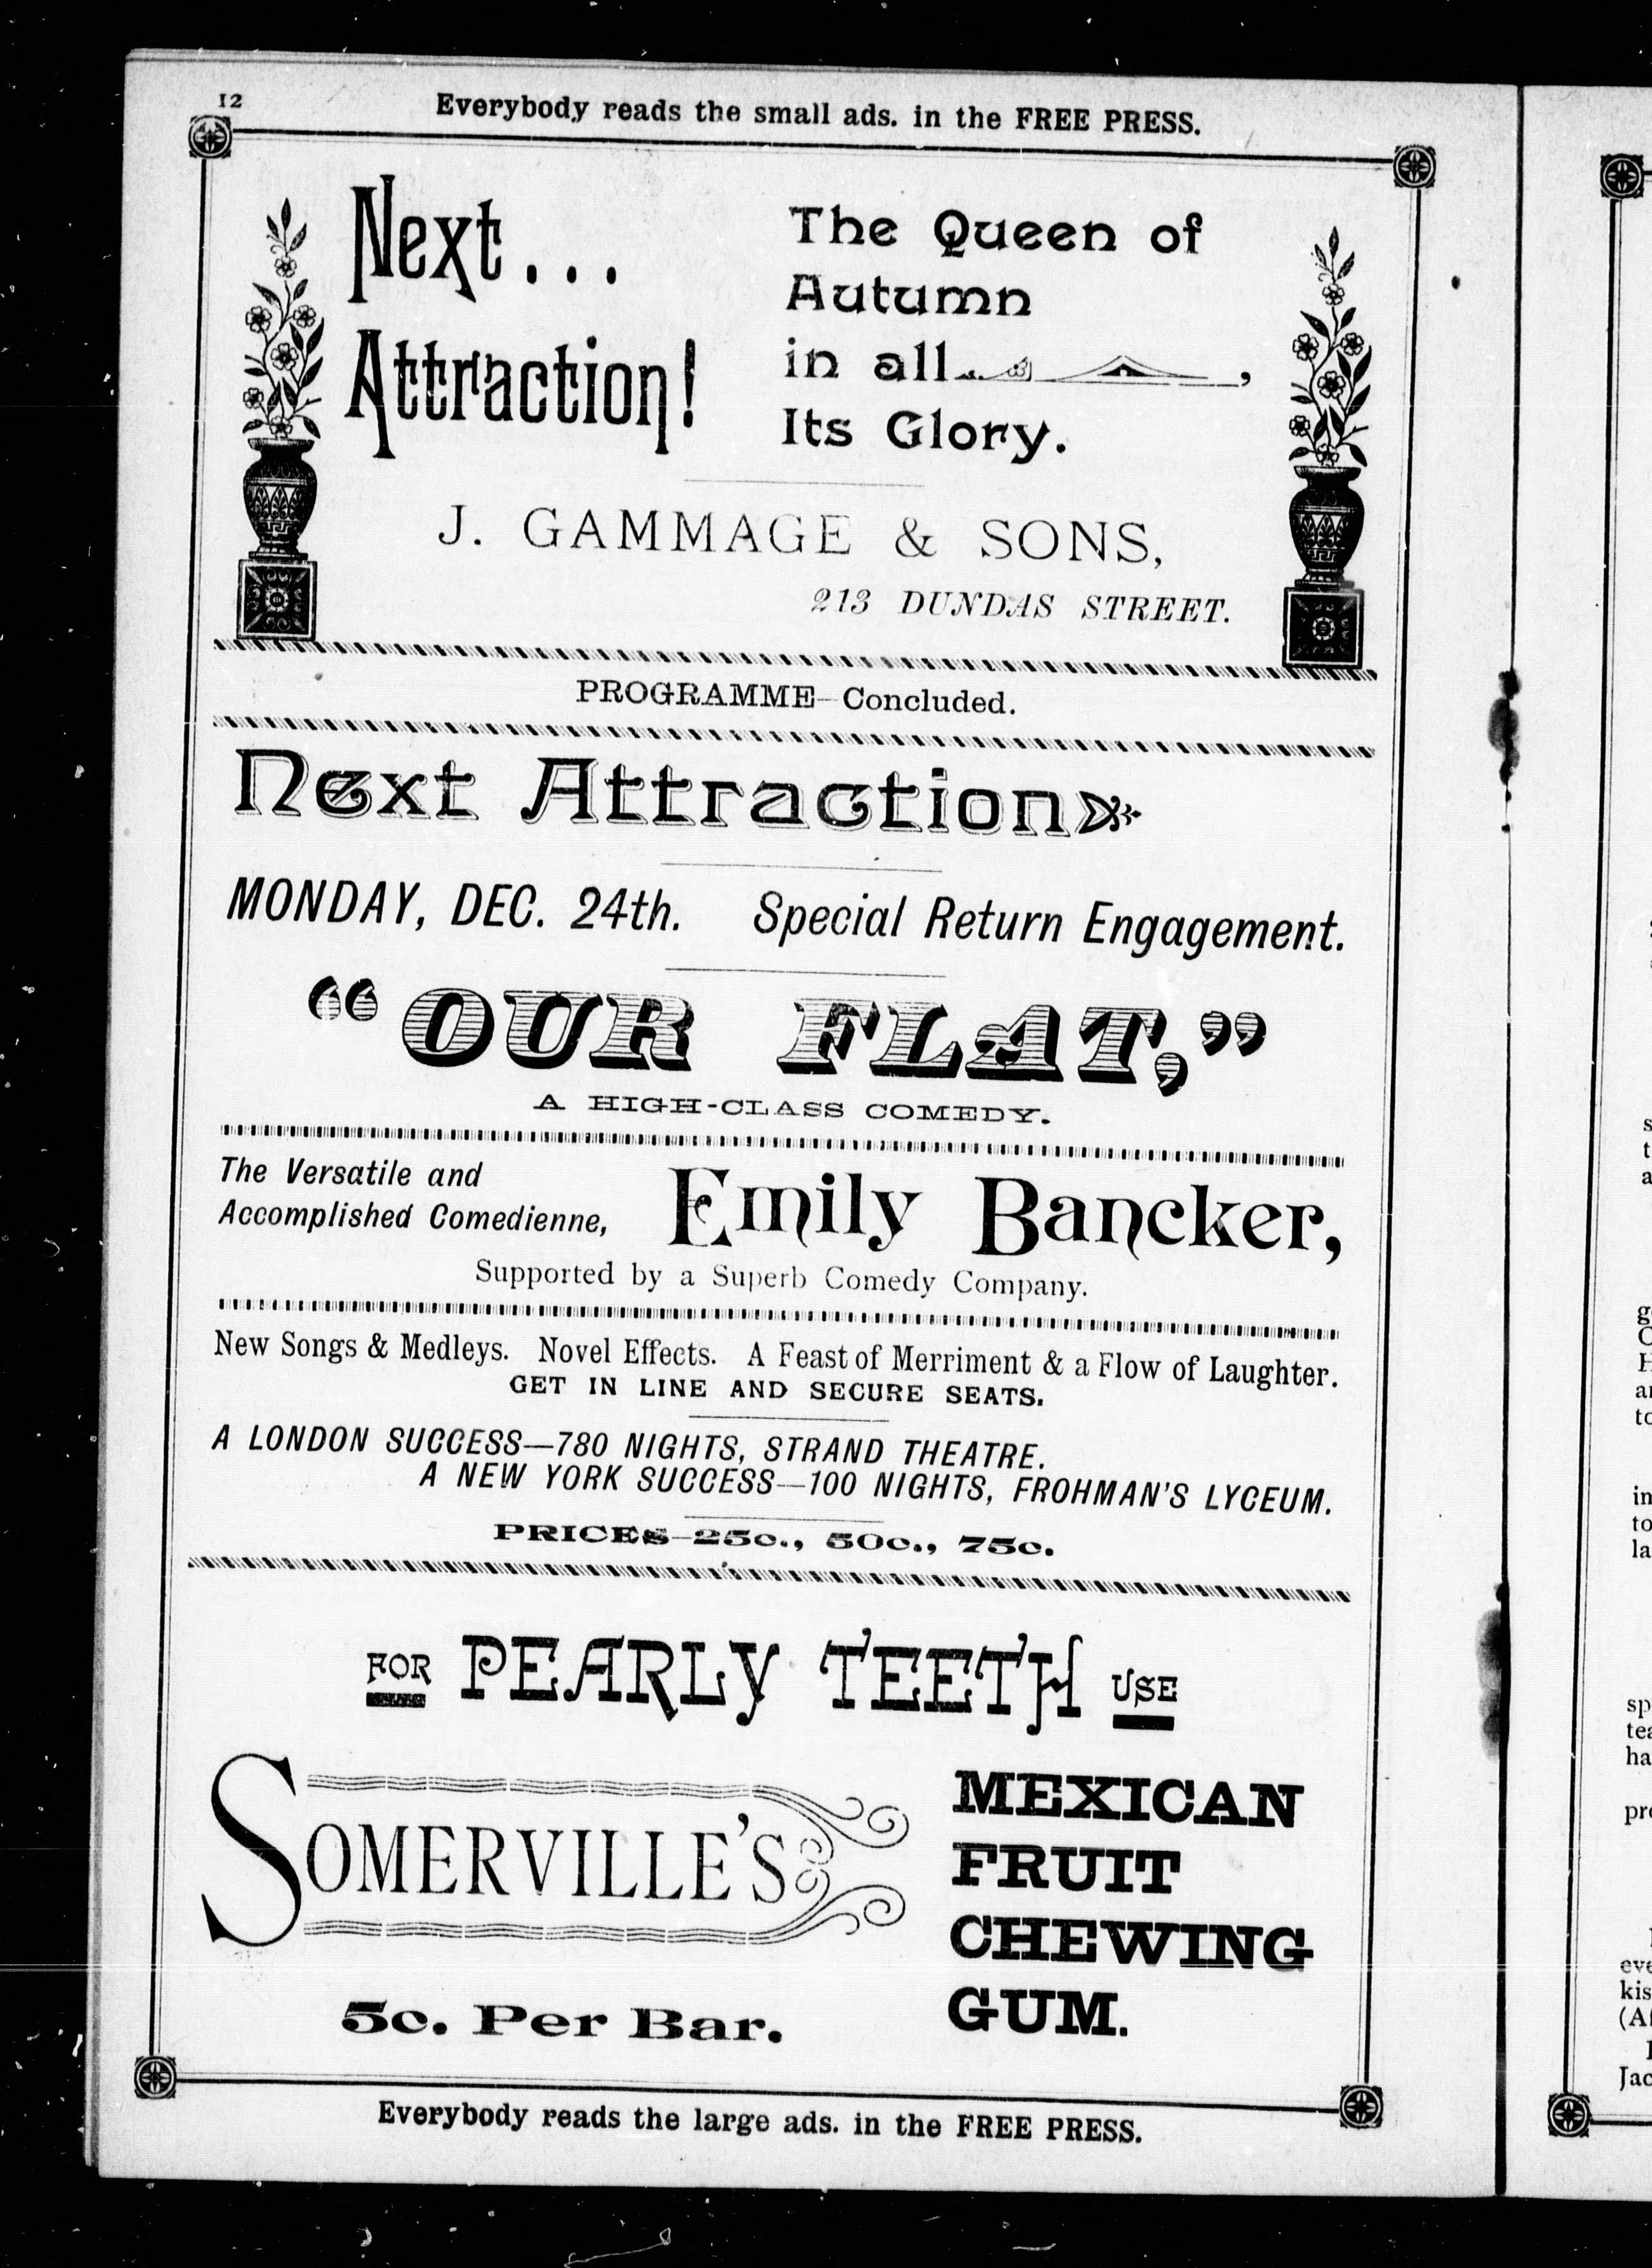 12
Everybody reads the small ads. in the FREE PRESS.
Next...
Attraction!
The Queen of
Autumn
in all ,
Its Glory.
J. GAMMAGE & SONS,
213 DUNDAS STREET.
PROGRAMME—Concluded.
Next Attraction
MONDAY, DEC. 24th. Special Return Engagement.
“OUR FLAT,”
A HIGH-CLASS COMEDY.
The Versatile and
Accomplished Comedienne,
Emily Bancker,
Supported by a Superb Comedy Company.
New Songs & Medleys. Novel Effects. A Feast of Merriment & a Flow of Laughter.
GET IN LINE AND SECURE SEATS.
A LONDON SUCCESS—780 NIGHTS, STRAND THEATRE.
A NEW YORK SUCCESS—100 NIGHTS, FROHMAN'S LYCEUM.
PRICES—25c., 50c., 75c.
FOR PEARLY TEETH USE
SOMERVILLE'S
MEXICAN
FRUIT
CHEWING
GUM.
5c. Per Bar.
Everybody reads the large ads. in the FREE PRESS.